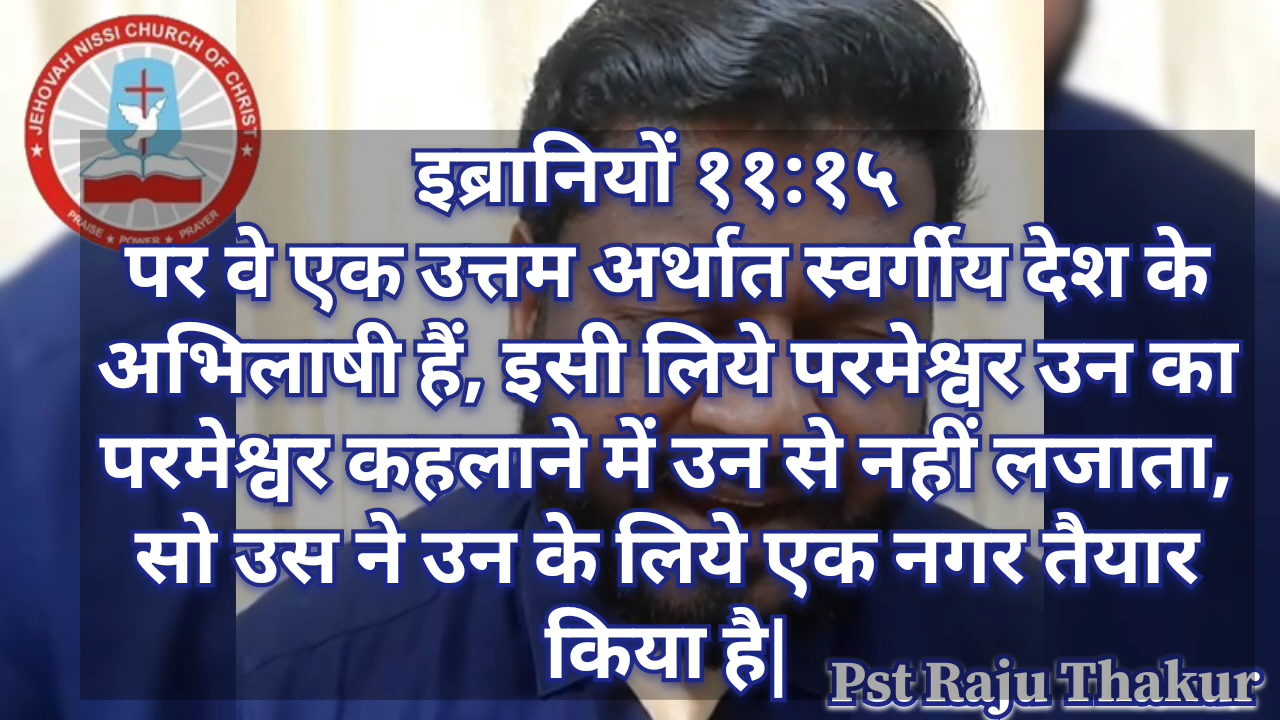 JEHOVAH NISSI CHURCH OF CHRIST
PRAISE ★ POWER ★ PRAYER
इब्रानियों ११:१५
पर वे एक उत्तम अर्थात स्वर्गीय देश के
अभिलाषी हैं, इसी लिये परमेश्वर उन का
परमेश्वर कहलाने में उन से नहीं लजाता,
सो उस ने उन के लिये एक नगर तैयार
किया है|
Pst Raju Thakur